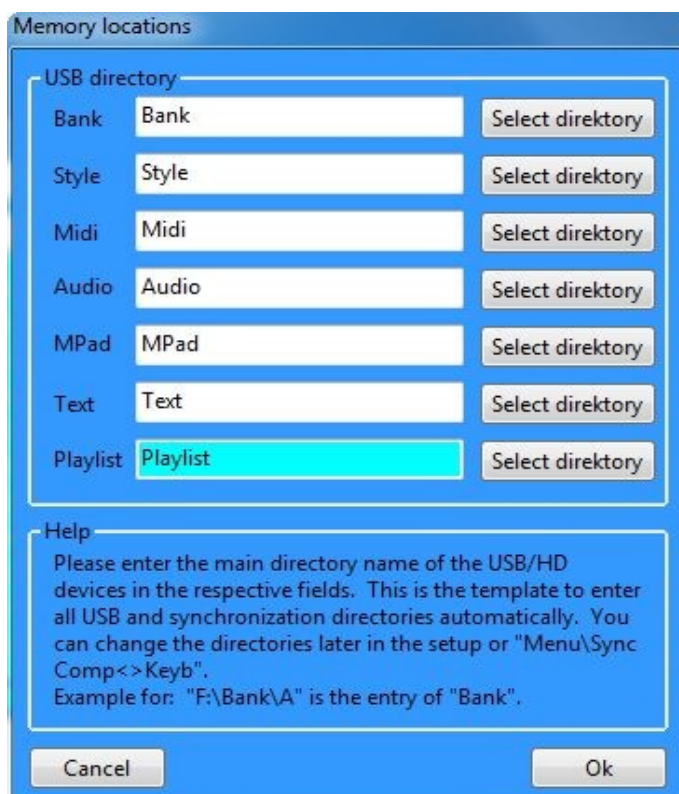 Memory locations
USB directory
Bank Bank Select direktory
Style Style Select direktory
Midi Midi Select direktory
Audio Audio Select direktory
MPad MPad Select direktory
Text Text Select direktory
Playlist Playlist Select direktory
Help
Please enter the main directory name of the USB/HD
devices in the respective fields.  This is the template to enter
all USB and synchronization directories automatically.  You
can change the directories later in the setup or "Menu\Sync
Comp<>Keyb".
Example for:  "F:\Bank\A" is the entry of "Bank".
Cancel Ok